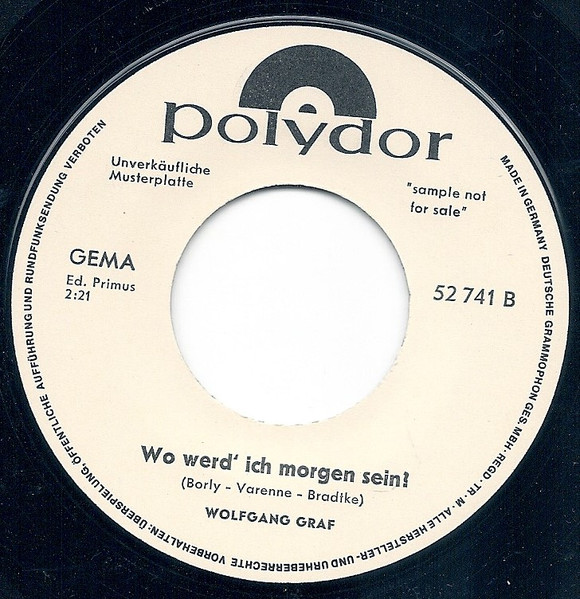 polydor
Unverkäufliche
Musterplatte
"sample not
for sale"
GEMA
Ed. Primus
2:21
52 741 B
Wo werd' ich morgen sein?
(Borly - Varenne - Bradtke)
WOLFGANG GRAF
MADE IN GERMANY DEUTSCHE GRAMMOPHON GES. MBH · REGD · TR · M · ALLE HERSTELLER - UND URHEBERRECHTE VORBEHALTEN: ÜBERSPIELUNG, ÖFFENTLICHE AUFFÜHRUNG UND RUNDFUNKSENDUNG VERBOTEN